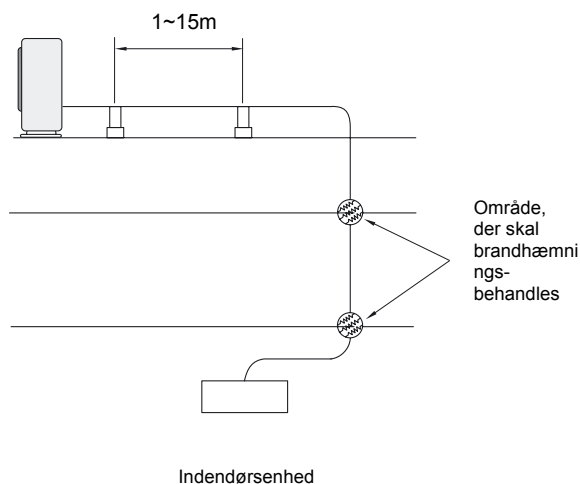 1~15m
Område,
der skal
brandhæmni
ngs-
behandles
Indendørsenhed